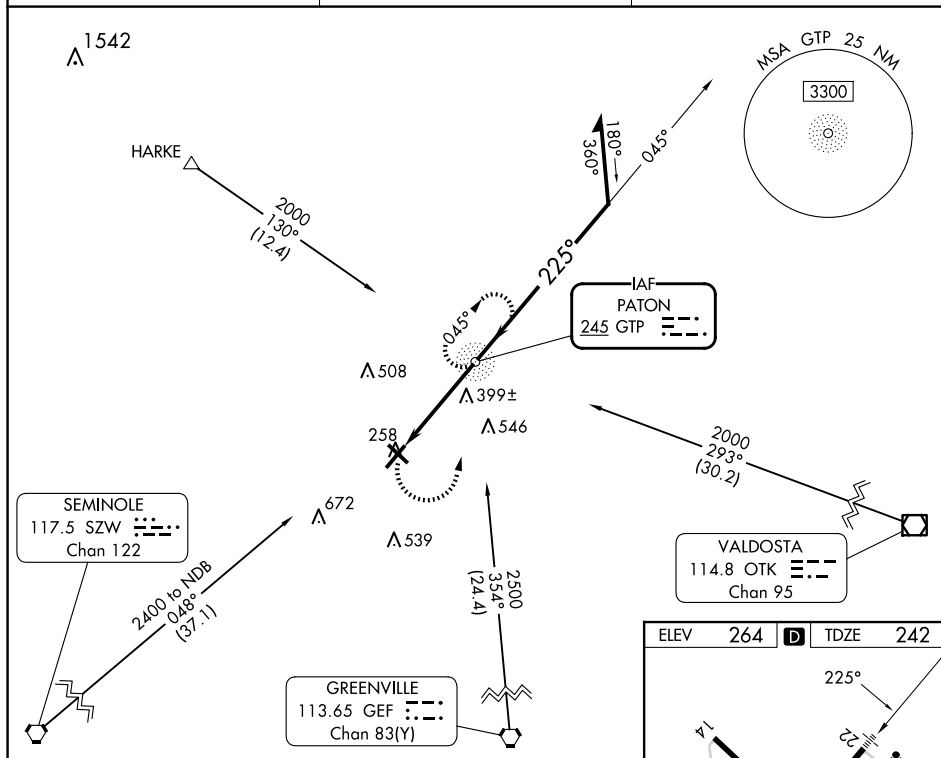 1542
MSA GTP 25 NM
3300
HARKE
2000
130°
(12.4)
180°
360°
045°
225°
IAF
PATON
245 GTP
045°
508
399±
546
258
2000
293°
(30.2)
SEMINOLE
117.5 SZW
Chan 122
672
539
VALDOSTA
114.8 OTK
Chan 95
2400 to NDB
048°
(37.1)
2500
354°
(24.4)
GREENVILLE
113.65 GEF
Chan 83(Y)
ELEV 264 D TDZE 242
225°
14
22